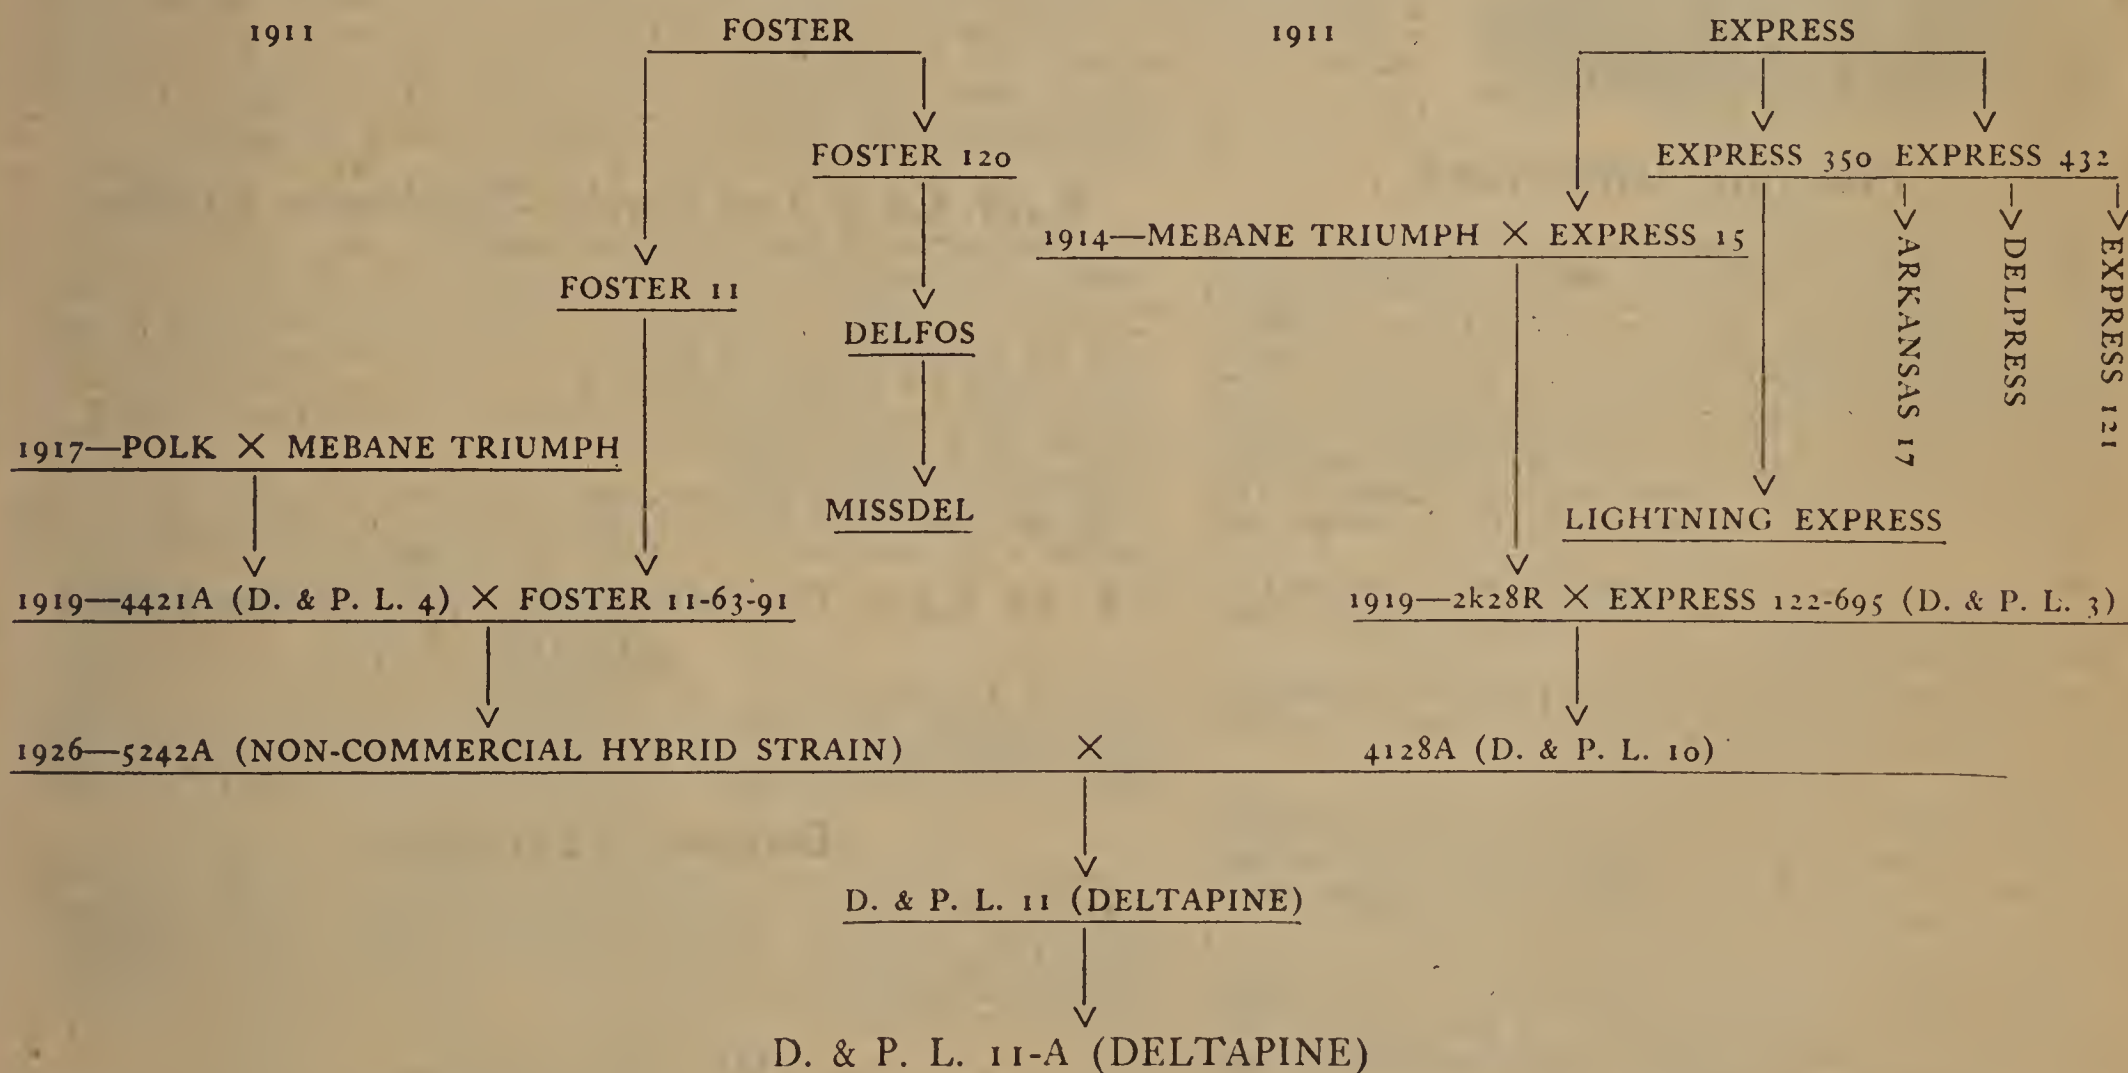 1911 FOSTER 1911 EXPRESS
FOSTER 120 EXPRESS 350 EXPRESS 432
1914—MEBANE TRIUMPH × EXPRESS 15
ARKANSAS 17
DELPRESS
EXPRESS 121
FOSTER 11
DELFOS
1917—POLK × MEBANE TRIUMPH
MISSDEL
LIGHTNING EXPRESS
1919—4421A (D. & P. L. 4) × FOSTER 11-63-91 1919—2k28R × EXPRESS 122-695 (D. & P. L. 3)
1926—5242A (NON-COMMERCIAL HYBRID STRAIN) × 4128A (D. & P. L. 10)
D. & P. L. 11 (DELTAPINE)
D. & P. L. 11-A (DELTAPINE)